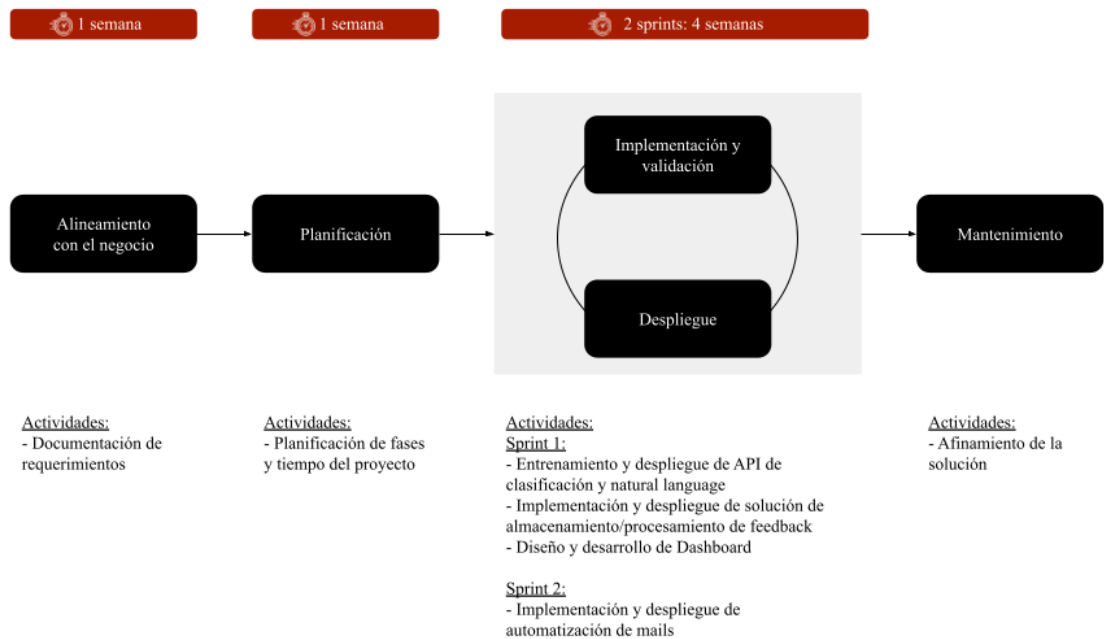 1 semana
1 semana
2 sprints: 4 semanas
Implementación y
validación
Alineamiento
con el negocio
Planificación
Mantenimiento
Despliegue
Actividades:
- Documentación de
requerimientos
Actividades:
- Planificación de fases
y tiempo del proyecto
Actividades:
Sprint 1:
- Entrenamiento y despliegue de API de
clasificación y natural language
- Implementación y despliegue de solución de
almacenamiento/procesamiento de feedback
- Diseño y desarrollo de Dashboard
Sprint 2:
- Implementación y despliegue de
automatización de mails
Actividades:
- Afinamiento de la
solución